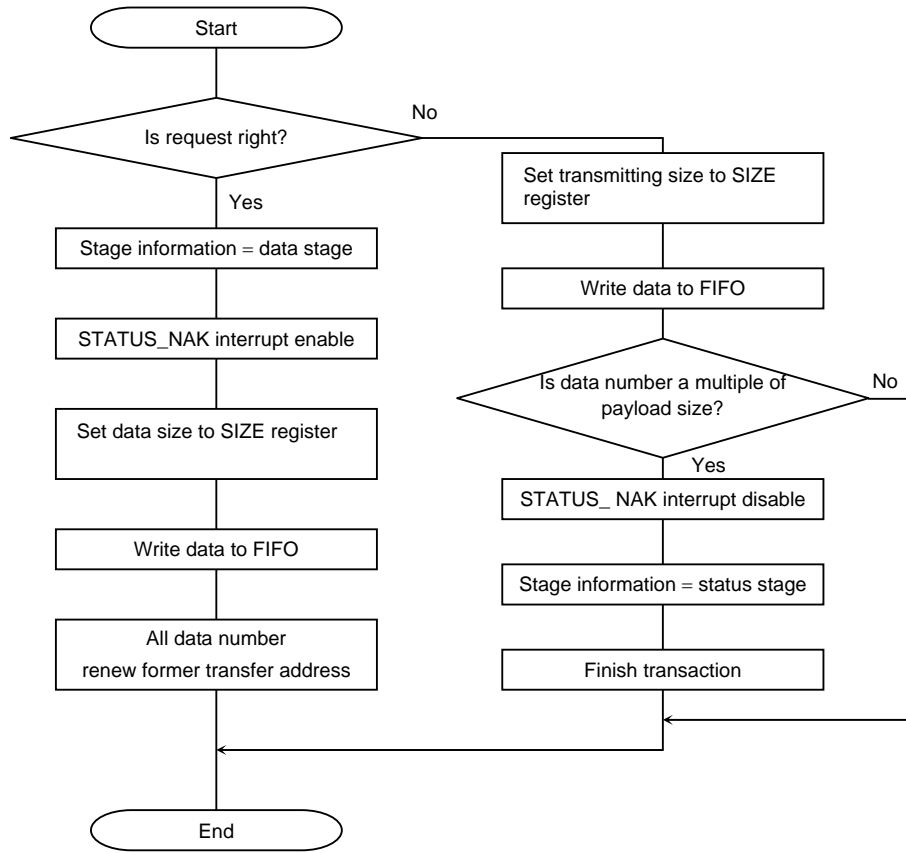 Start
No
Is request right?
Yes
Stage information = data stage
STATUS_NAK interrupt enable
Set data size to SIZE register
Write data to FIFO
All data number
renew former transfer address
Set transmitting size to SIZE
register
Write data to FIFO
Is data number a multiple of
payload size?
No
Yes
STATUS_ NAK interrupt disable
Stage information = status stage
Finish transaction
End